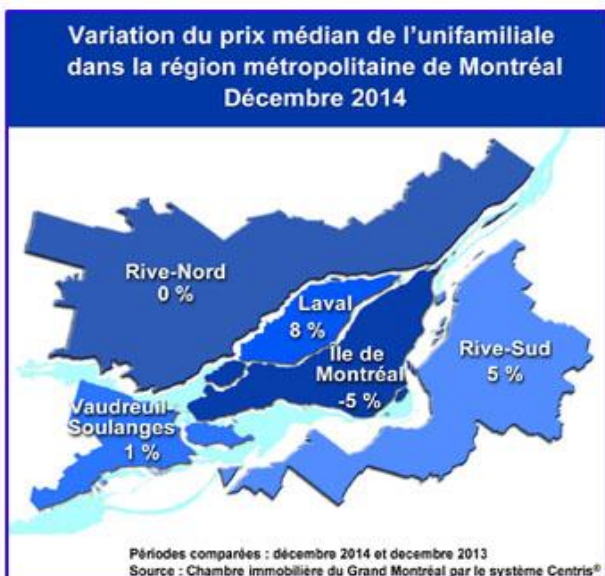 Variation du prix médian de l'unifamiliale
dans la région métropolitaine de Montréal
Décembre 2014
Rive-Nord
0 %
Laval
8 %
Île de
Montréal
-5 %
Rive-Sud
5 %
Vaudreuil-
Soulanges
1 %
Périodes comparées : décembre 2014 et decembre 2013
Source : Chambre immobilière du Grand Montréal par le système Centris®